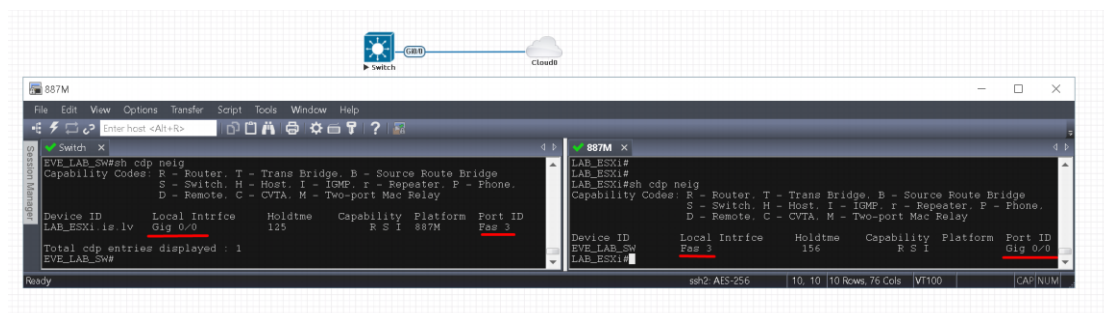 Gi0/0
Switch
Cloud0
887M
File Edit View Options Transfer Script Tools Window Help
Enter host <Alt+R>
Session Manager
Switch
EVE_LAB_SW#sh cdp neig
Capability Codes: R - Router, T - Trans Bridge, B - Source Route Bridge
S - Switch, H - Host, I - IGMP, r - Repeater, P - Phone,
D - Remote, C - CVTA, M - Two-port Mac Relay
Device ID Local Intrfce Holdtme Capability Platform Port ID
LAB_ESXi.is.lv Gig 0/0 125 R S I 887M Fas 3
Total cdp entries displayed : 1
EVE_LAB_SW#
887M
LAB_ESXi#
LAB_ESXi#
LAB_ESXi#sh cdp neig
Capability Codes: R - Router, T - Trans Bridge, B - Source Route Bridge
S - Switch, H - Host, I - IGMP, r - Repeater, P - Phone,
D - Remote, C - CVTA, M - Two-port Mac Relay
Device ID Local Intrfce Holdtme Capability Platform Port ID
EVE_LAB_SW Fas 3 156 R S I Gig 0/0
LAB_ESXi#
Ready
ssh2: AES-256 10, 10 10 Rows, 76 Cols VT100 CAP NUM